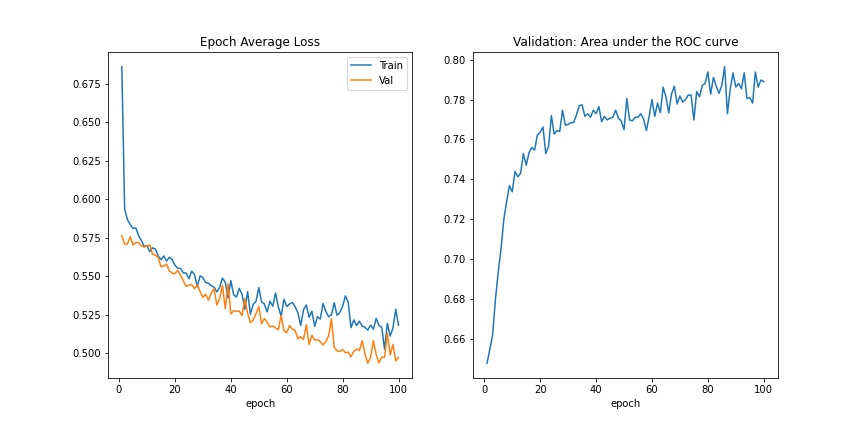 Epoch Average Loss
Train
Val
0.675
0.650
0.625
0.600
0.575
0.550
0.525
0.500
0 20 40 60 80 100
epoch
Validation: Area under the ROC curve
0.80
0.78
0.76
0.74
0.72
0.70
0.68
0.66
0 20 40 60 80 100
epoch